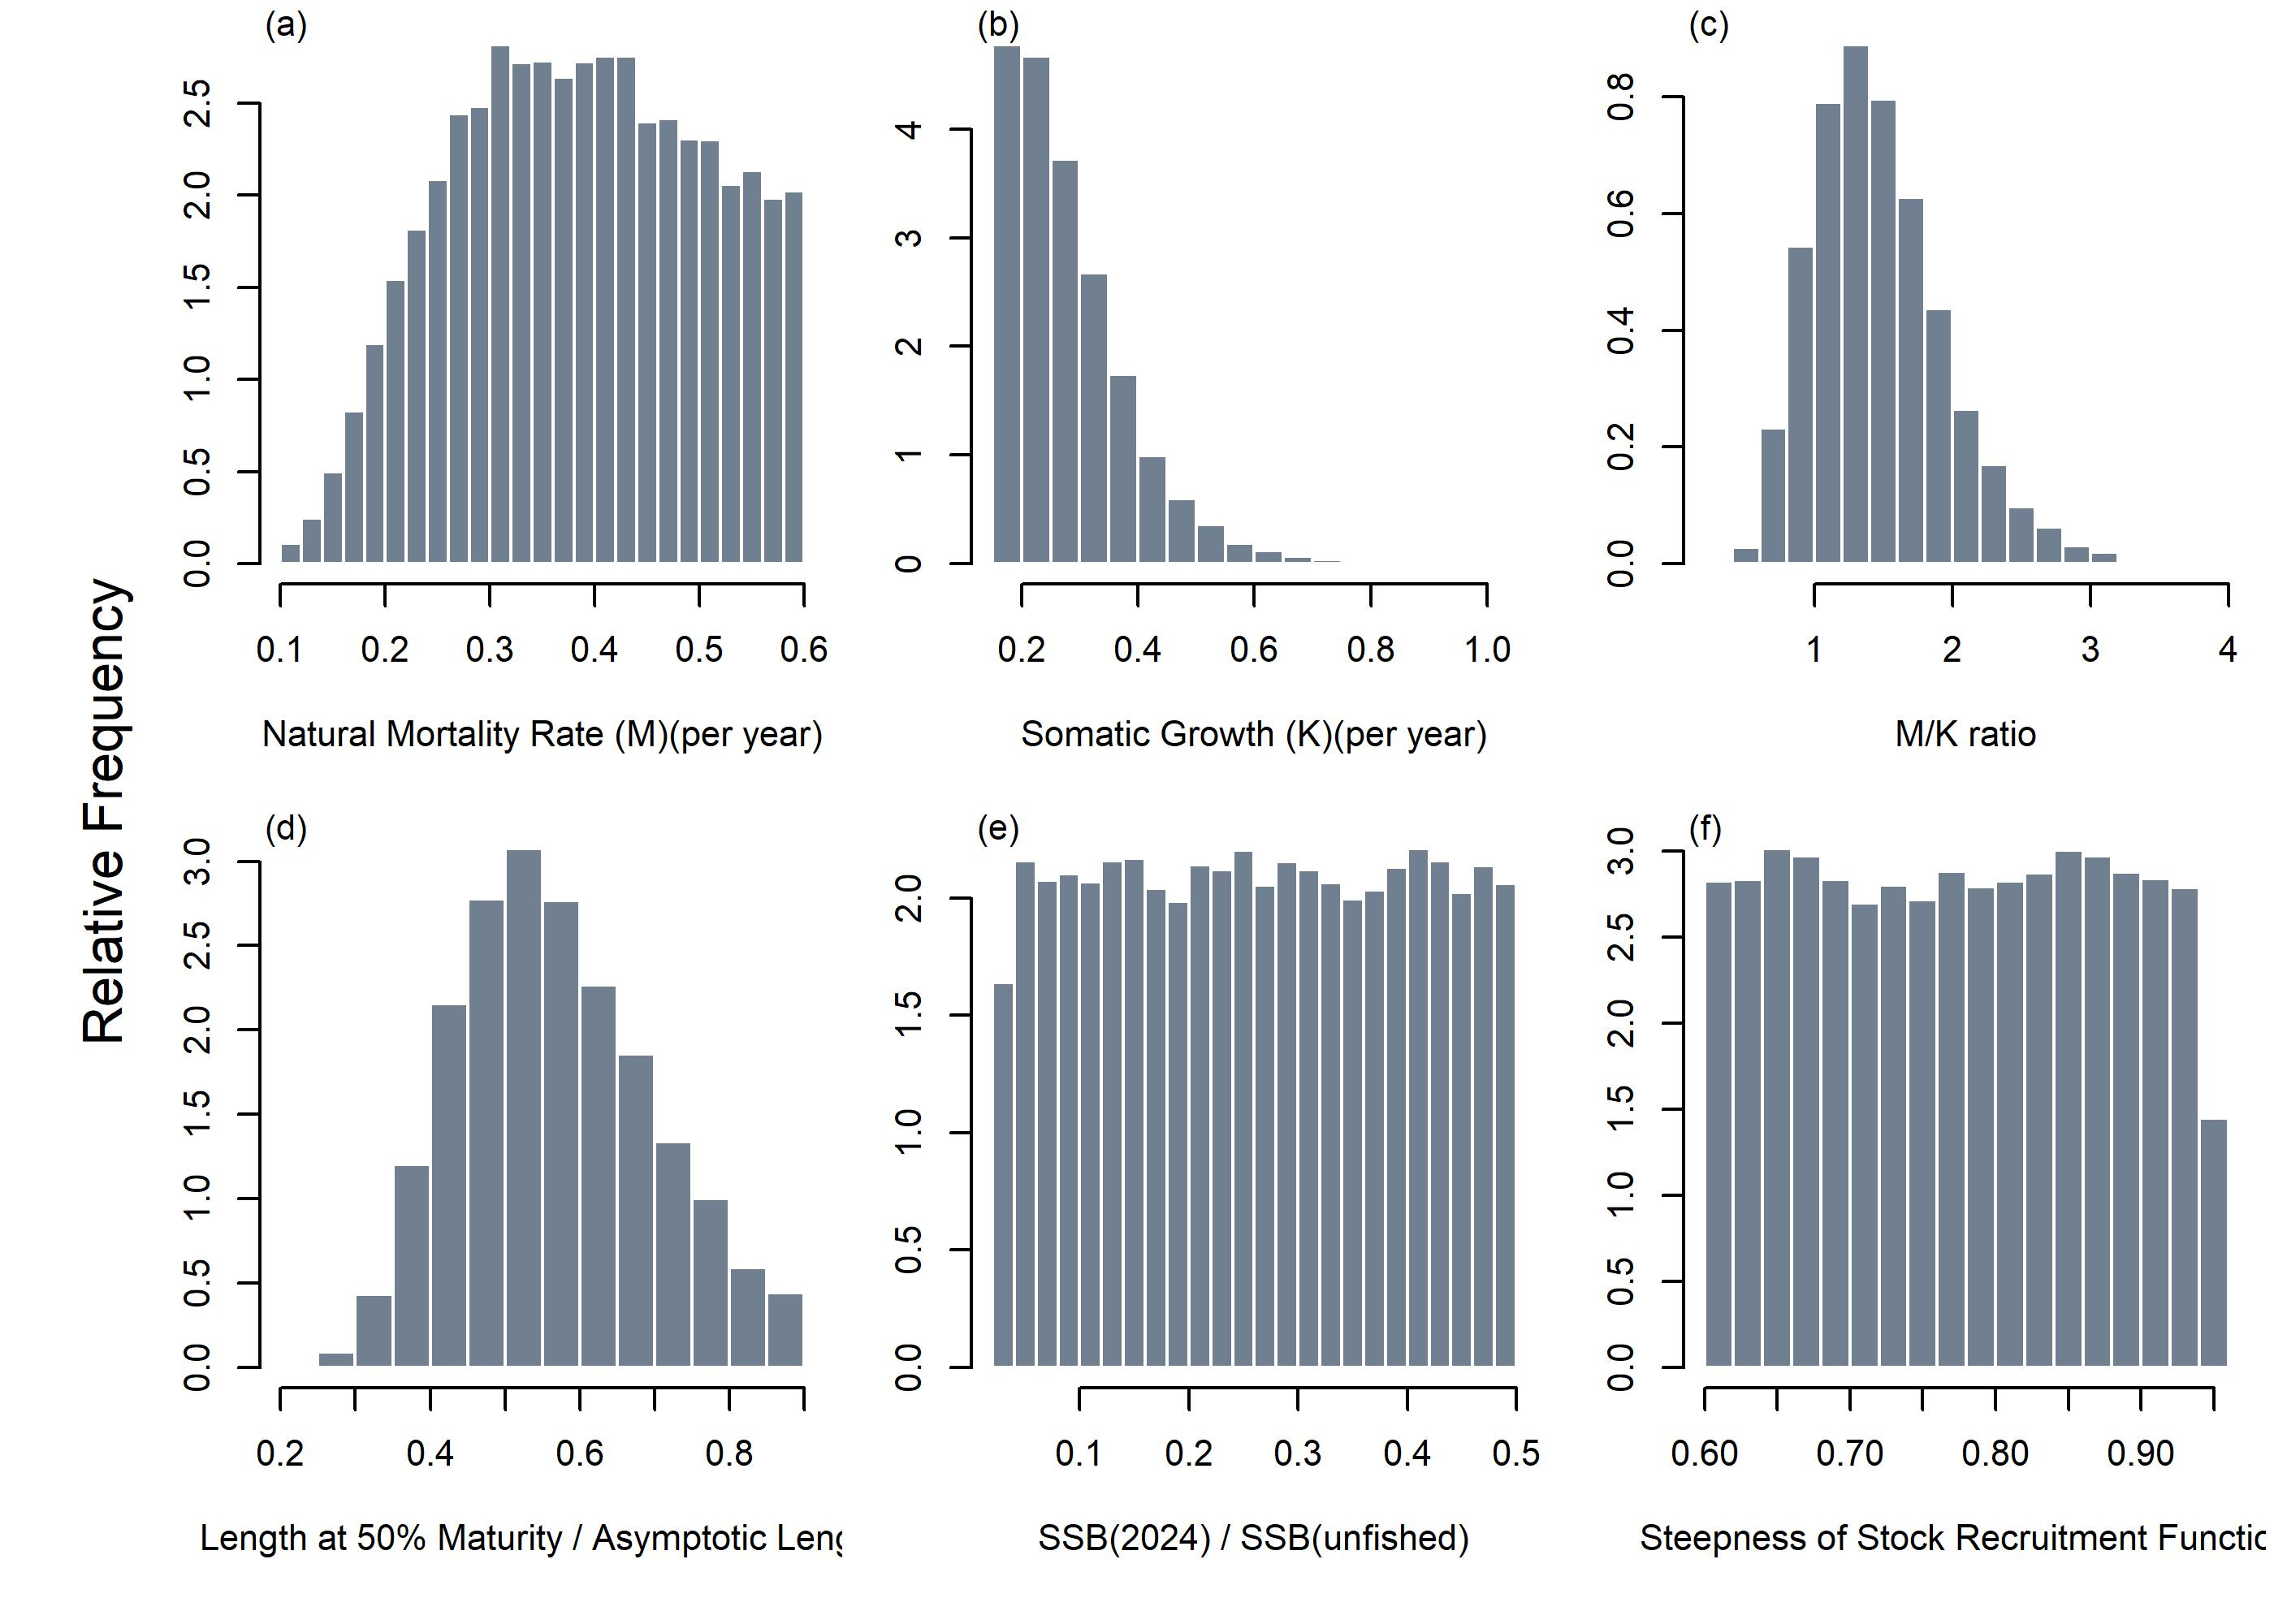 Relative Frequency
(a)
0.0 0.5 1.0 1.5 2.0 2.5
0.1 0.2 0.3 0.4 0.5 0.6
Natural Mortality Rate (M)(per year)
(b)
0 1 2 3 4
0.2 0.4 0.6 0.8 1.0
Somatic Growth (K)(per year)
(c)
0.0 0.2 0.4 0.6 0.8
1 2 3 4
M/K ratio
(d)
0.0 0.5 1.0 1.5 2.0 2.5 3.0
0.2 0.4 0.6 0.8
Length at 50% Maturity / Asymptotic Leng
(e)
0.0 0.5 1.0 1.5 2.0
0.1 0.2 0.3 0.4 0.5
SSB(2024) / SSB(unfished)
(f)
0.0 0.5 1.0 1.5 2.0 2.5 3.0
0.60 0.70 0.80 0.90
Steepness of Stock Recruitment Functio